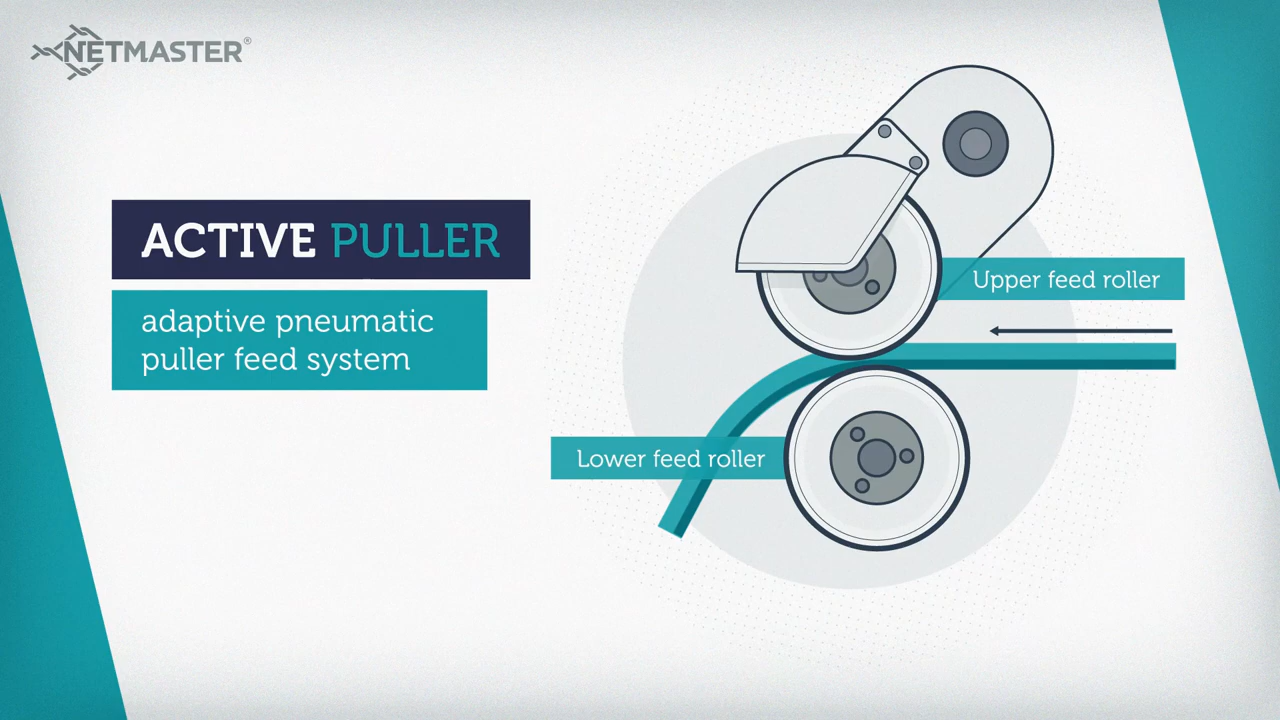 NETMASTER®
ACTIVE PULLER
adaptive pneumatic
puller feed system
Upper feed roller
Lower feed roller